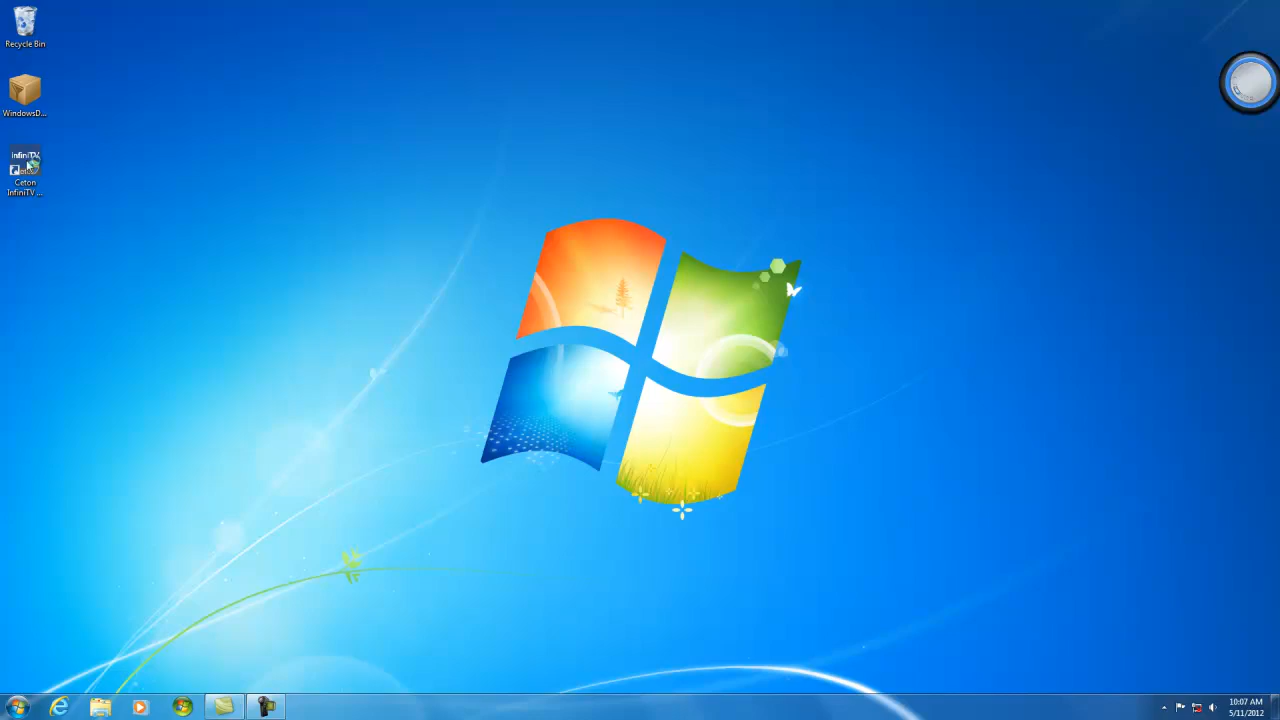 Recycle Bin
WindowsD...
InfiniTV
Ceton
InfiniTV ...
10:07 AM
5/11/2012